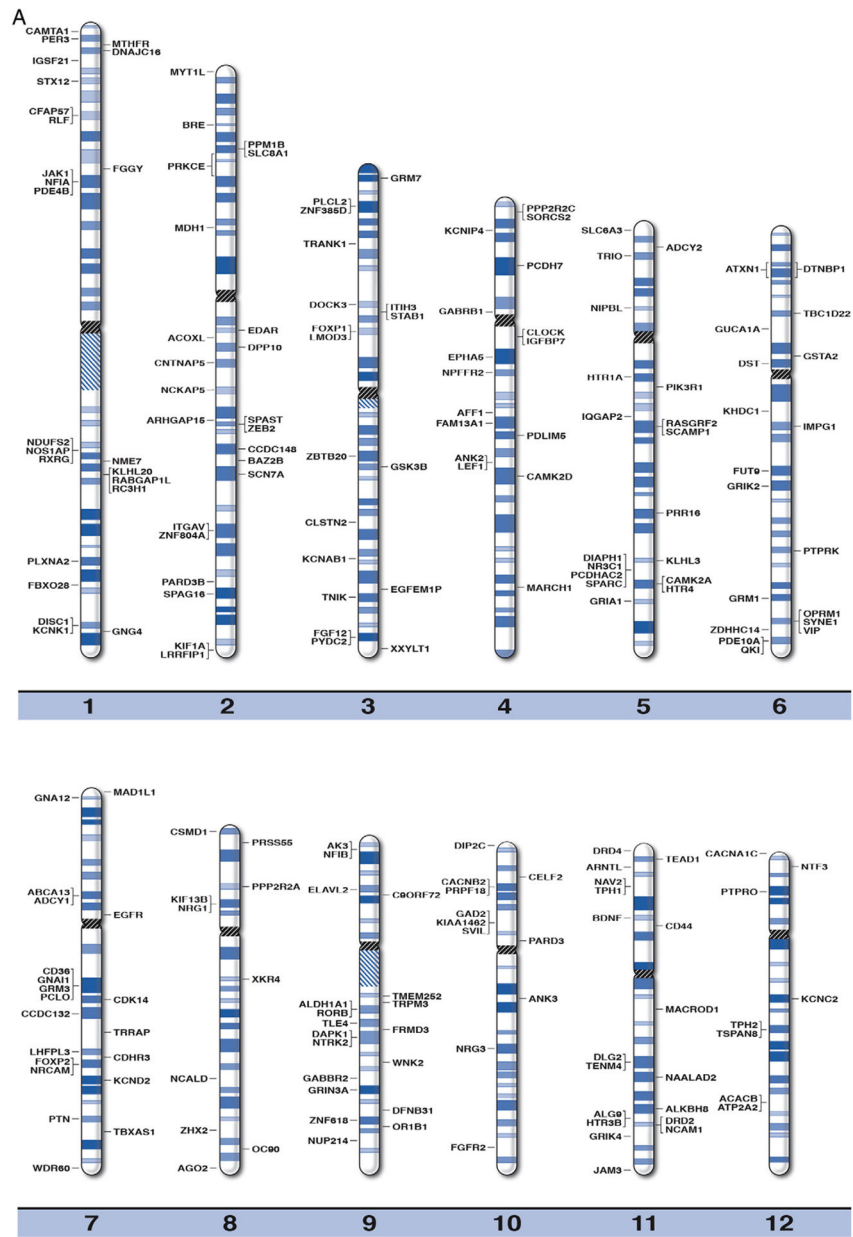 A
CAMTA1
PER3
MTHFR
DNAJC16
IGSF21
STX12
CFAP57
RLF
FGGY
JAK1
NFIA
PDE4B
NDUFS2
NOS1AP
RXRG
NME7
KLHL20
RABGAP1L
RC3H1
PLXNA2
FBXO28
DISC1
KCNK1
GNG4
MYT1L
BRE
PPM1B
SLC8A1
PRKCE
MDH1
EDAR
ACOXL
DPP10
CNTNAP5
NCKAP5
ARHGAP15
SPAST
ZEB2
CCDC148
BAZ2B
SCN7A
ITGAV
ZNF804A
PARD3B
SPAG16
KIF1A
LRRFIP1
GRM7
PLCL2
ZNF385D
TRANK1
DOCK3
ITIH3
STAB1
FOXP1
LMOD3
ZBTB20
GSK3B
CLSTN2
KCNAB1
EGFEM1P
TNIK
FGF12
PYDC2
XXYLT1
PPP2R2C
SORCS2
KCNIP4
PCDH7
GABRB1
CLOCK
IGFBP7
EPHA5
NPFFR2
AFF1
FAM13A1
PDLIM5
ANK2
LEF1
CAMK2D
MARCH1
SLC6A3
ADCY2
TRIO
NIPBL
HTR1A
PIK3R1
IQGAP2
RASGRF2
SCAMP1
PRR16
DIAPH1
NR3C1
PCDHAC2
SPARC
KLHL3
CAMK2A
HTR4
GRIA1
ATXN1
DTNBP1
TBC1D22
GUCA1A
GSTA2
DST
KHDC1
IMPG1
FUT9
GRIK2
PTPRK
GRM1
OPRM1
SYNE1
VIP
ZDHHC14
PDE10A
QKI
1 2 3 4 5 6
MAD1L1
GNA12
ABCA13
ADCY1
EGFR
CD36
GNAI1
GRM3
PCLO
CDK14
CCDC132
TRRAP
LHFPL3
CDHR3
FOXP2
NRCAM
KCND2
PTN
TBXAS1
WDR60
CSMD1
PRSS55
PPP2R2A
KIF13B
NRG1
XKR4
NCALD
ZHX2
OC90
AGO2
AK3
NFIB
ELAVL2
C9ORF72
TMEM252
TRPM3
ALDH1A1
RORB
TLE4
FRMD3
DAPK1
NTRK2
WNK2
GABBR2
GRIN3A
DFNB31
ZNF618
OR1B1
NUP214
DIP2C
CELF2
CACNB2
PRPF18
GAD2
KIAA1462
SVIL
PARD3
ANK3
NRG3
FGFR2
DRD4
TEAD1
ARNTL
NAV2
TPH1
BDNF
CD44
MACROD1
DLG2
TENM4
NAALAD2
ALKBH8
ALG9
HTR3B
DRD2
NCAM1
GRIK4
JAM3
CACNA1C
NTF3
PTPRO
KCNC2
TPH2
TSPAN8
ACACB
ATP2A2
7 8 9 10 11 12